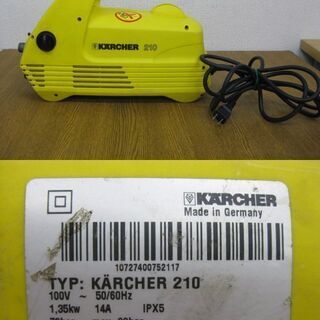 KÄRCHER 210
KÄRCHER
Made in Germany
10727400752117
TYP: KÄRCHER 210
100V ~ 50/60Hz
1,35kw 14A IPX5